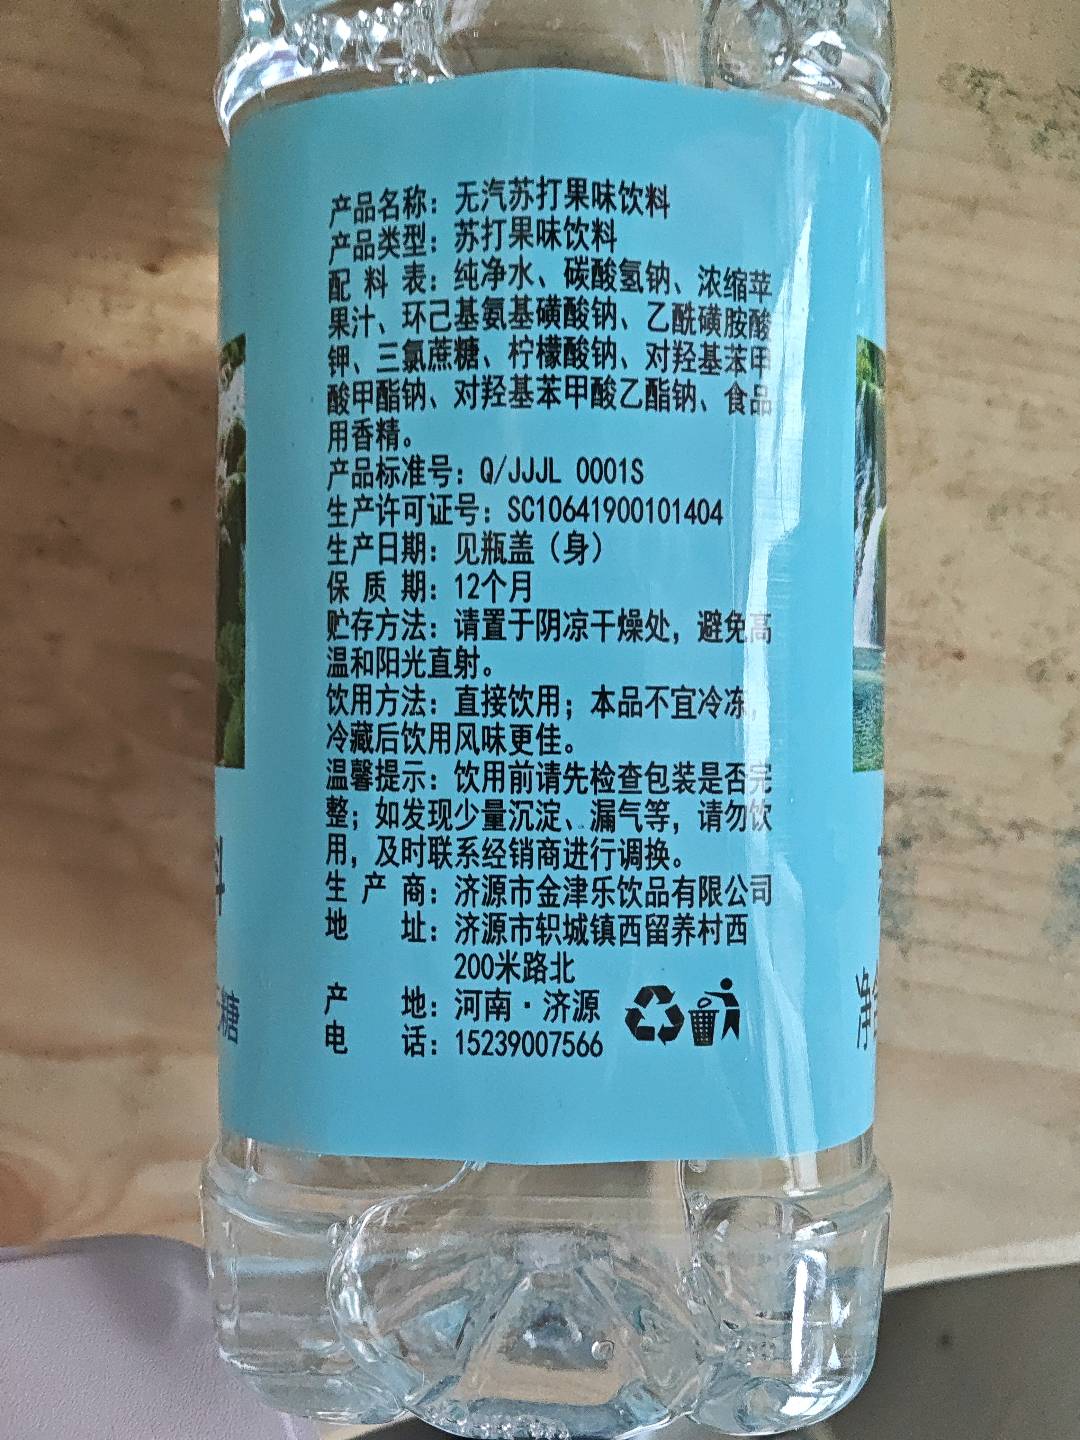 产品名称：无汽苏打果味饮料
产品类型：苏打果味饮料
配 料 表：纯净水、碳酸氢钠、浓缩苹
果汁、环己基氨基磺酸钠、乙酰磺胺酸
钾、三氯蔗糖、柠檬酸钠、对羟基苯甲
酸甲酯钠、对羟基苯甲酸乙酯钠、食品
用香精。
产品标准号：Q/JJJL 0001S
生产许可证号：SC10641900101404
生产日期：见瓶盖（身）
保 质 期：12个月
贮存方法：请置于阴凉干燥处，避免高
温和阳光直射。
饮用方法：直接饮用；本品不宜冷冻，
冷藏后饮用风味更佳。
温馨提示：饮用前请先检查包装是否完
整；如发现少量沉淀、漏气等，请勿饮
用，及时联系经销商进行调换。
生 产 商：济源市金津乐饮品有限公司
地 址：济源市轵城镇西留养村西
200米路北
产 地：河南·济源
电 话：15239007566
糖
净